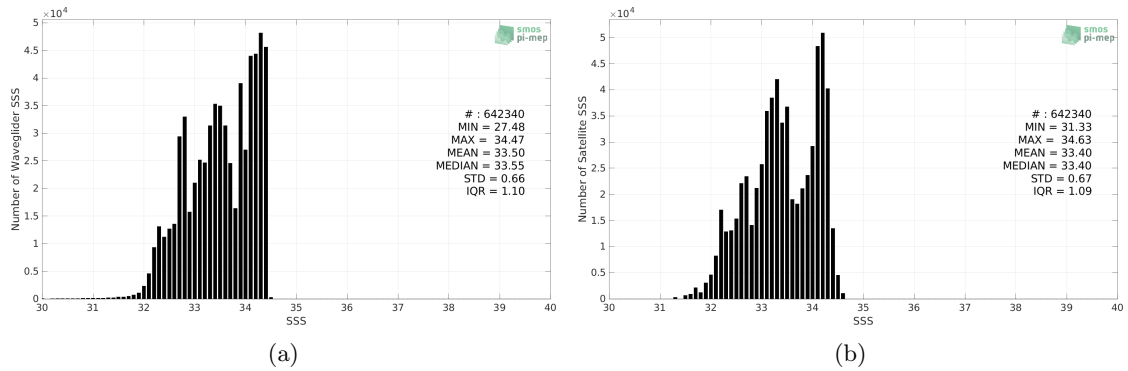 ×10⁴
5
4.5
4
3.5
3
2.5
2
1.5
1
0.5
0
Number of Waveglider SSS
smos
pi-mep
# : 642340
MIN = 27.48
MAX = 34.47
MEAN = 33.50
MEDIAN = 33.55
STD = 0.66
IQR = 1.10
30 31 32 33 34 35 36 37 38 39 40
SSS
(a)
×10⁴
5
4.5
4
3.5
3
2.5
2
1.5
1
0.5
0
Number of Satellite SSS
smos
pi-mep
# : 642340
MIN = 31.33
MAX = 34.63
MEAN = 33.40
MEDIAN = 33.40
STD = 0.67
IQR = 1.09
30 31 32 33 34 35 36 37 38 39 40
SSS
(b)